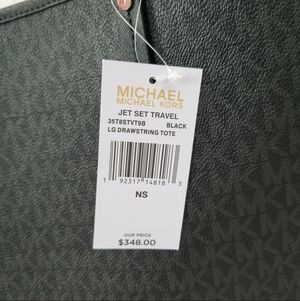 MICHAEL
MICHAEL KORS
JET SET TRAVEL
35T8STVT9B BLACK
LG DRAWSTRING TOTE
1 92317 14818 3
NS
OUR PRICE
$348.00